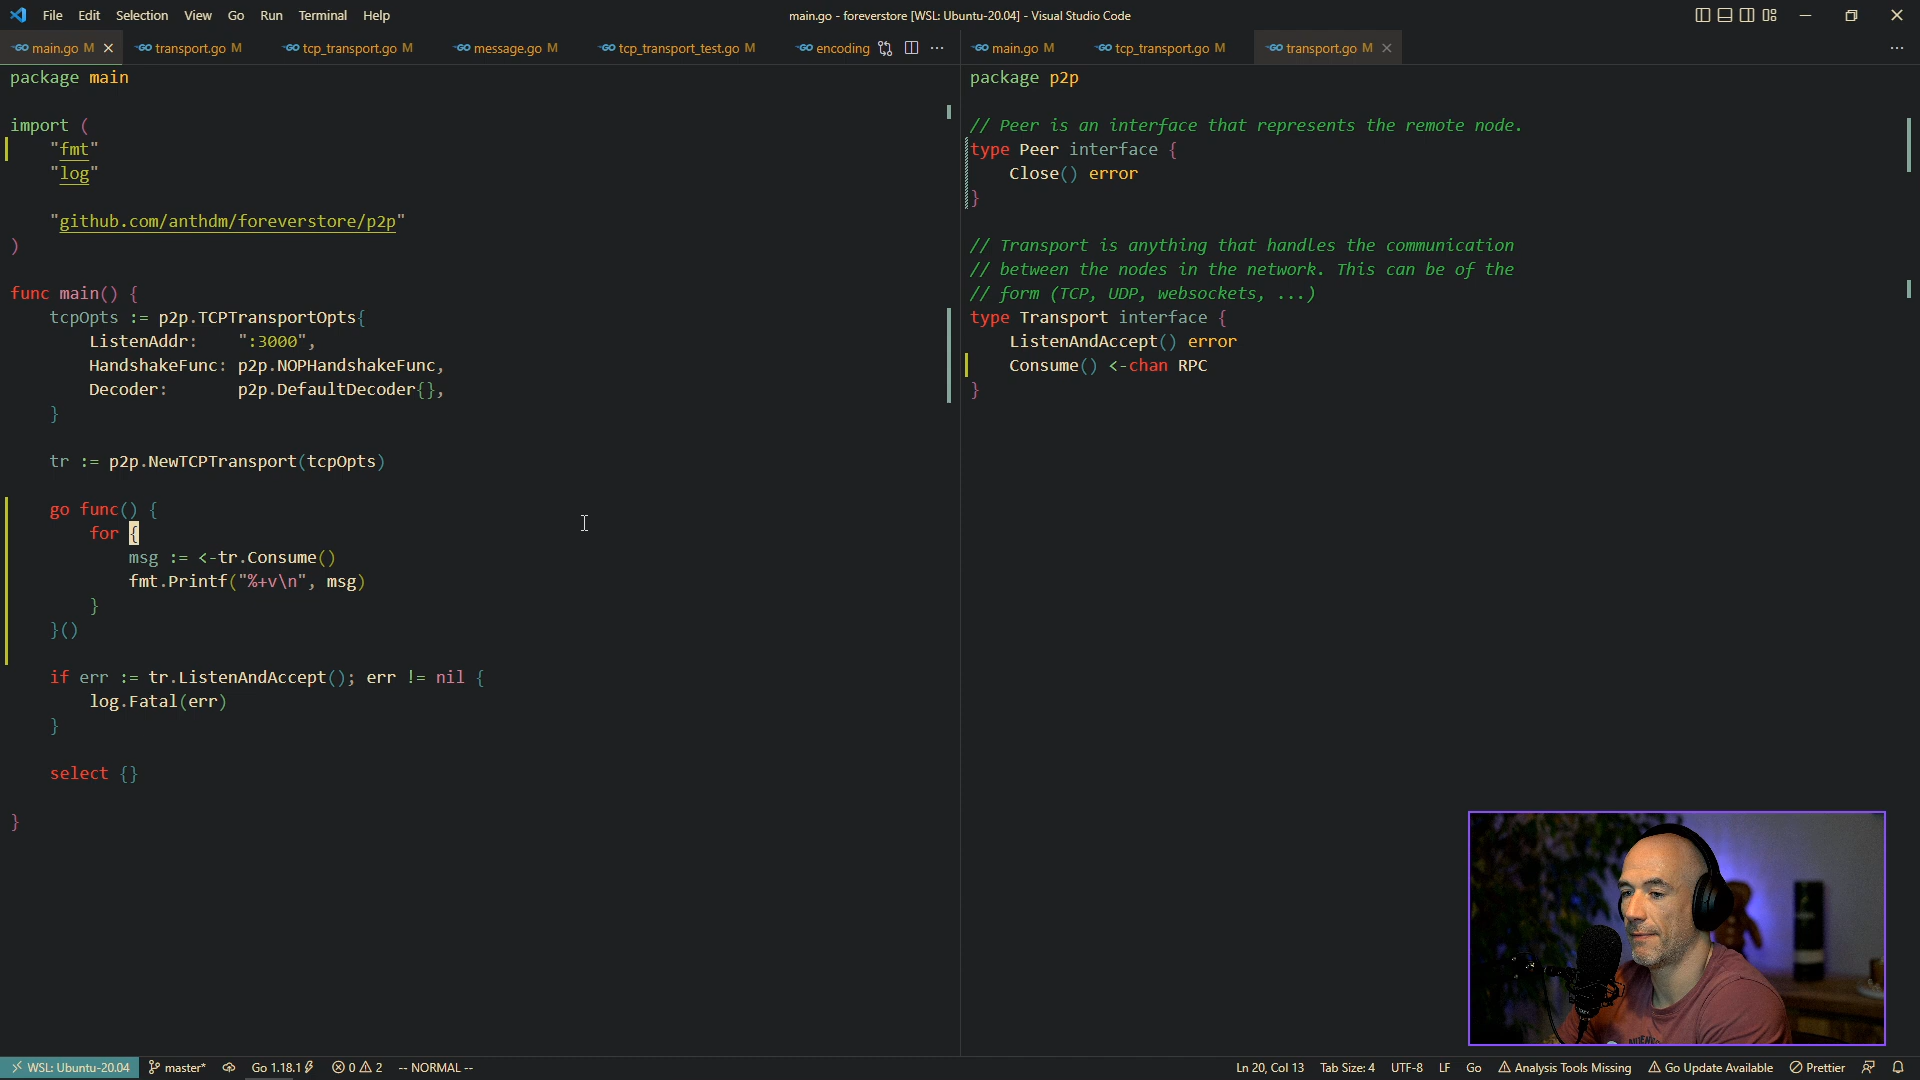 File Edit Selection View Go Run Terminal Help
main.go - foreverstore [WSL: Ubuntu-20.04] - Visual Studio Code
main.go M transport.go M tcp_transport.go M message.go M tcp_transport_test.go M encoding
package main
import (
"fmt"
"log"
"github.com/anthdm/foreverstore/p2p"
)
func main() {
tcpOpts := p2p.TCPTransportOpts{
ListenAddr: ":3000",
HandshakeFunc: p2p.NOPHandshakeFunc,
Decoder: p2p.DefaultDecoder{},
}
tr := p2p.NewTCPTransport(tcpOpts)
go func() {
for {
msg := <-tr.Consume()
fmt.Printf("%+v\n", msg)
}
}()
if err := tr.ListenAndAccept(); err != nil {
log.Fatal(err)
}
select {}
}
main.go M tcp_transport.go M transport.go M
package p2p
// Peer is an interface that represents the remote node.
type Peer interface {
Close() error
}
// Transport is anything that handles the communication
// between the nodes in the network. This can be of the
// form (TCP, UDP, websockets, ...)
type Transport interface {
ListenAndAccept() error
Consume() <-chan RPC
}
WSL: Ubuntu-20.04 master* Go 1.18.1 0 2 -- NORMAL --
Ln 20, Col 13 Tab Size: 4 UTF-8 LF Go Analysis Tools Missing Go Update Available Prettier